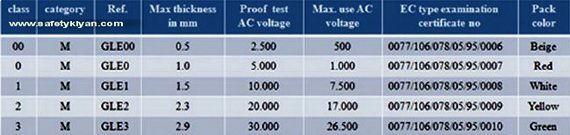 www.safetykiyan.com
class category Ref. Max thickness in mm Proof test AC voltage Max. use AC voltage EC type examination certificate no Pack color
00 M GLE00 0.5 2.500 500 0077/106/078/05/95/0006 Beige
0 M GLE0 1.0 5.000 1.000 0077/106/078/05/95/0007 Red
1 M GLE1 1.5 10.000 7.500 0077/106/078/05/95/0008 White
2 M GLE2 2.3 20.000 17.000 0077/106/078/05/95/0009 Yellow
3 M GLE3 2.9 30.000 26.500 0077/106/078/05/95/0010 Green